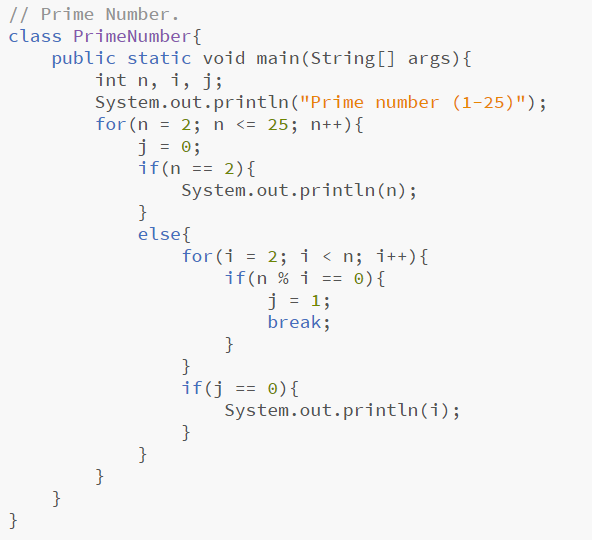 // Prime Number.
class PrimeNumber{
    public static void main(String[] args){
        int n, i, j;
        System.out.println("Prime number (1-25)");
        for(n = 2; n <= 25; n++){
            j = 0;
            if(n == 2){
                System.out.println(n);
            }
            else{
                for(i = 2; i < n; i++){
                    if(n % i == 0){
                        j = 1;
                        break;
                    }
                }
                if(j == 0){
                    System.out.println(i);
                }
            }
        }
    }
}